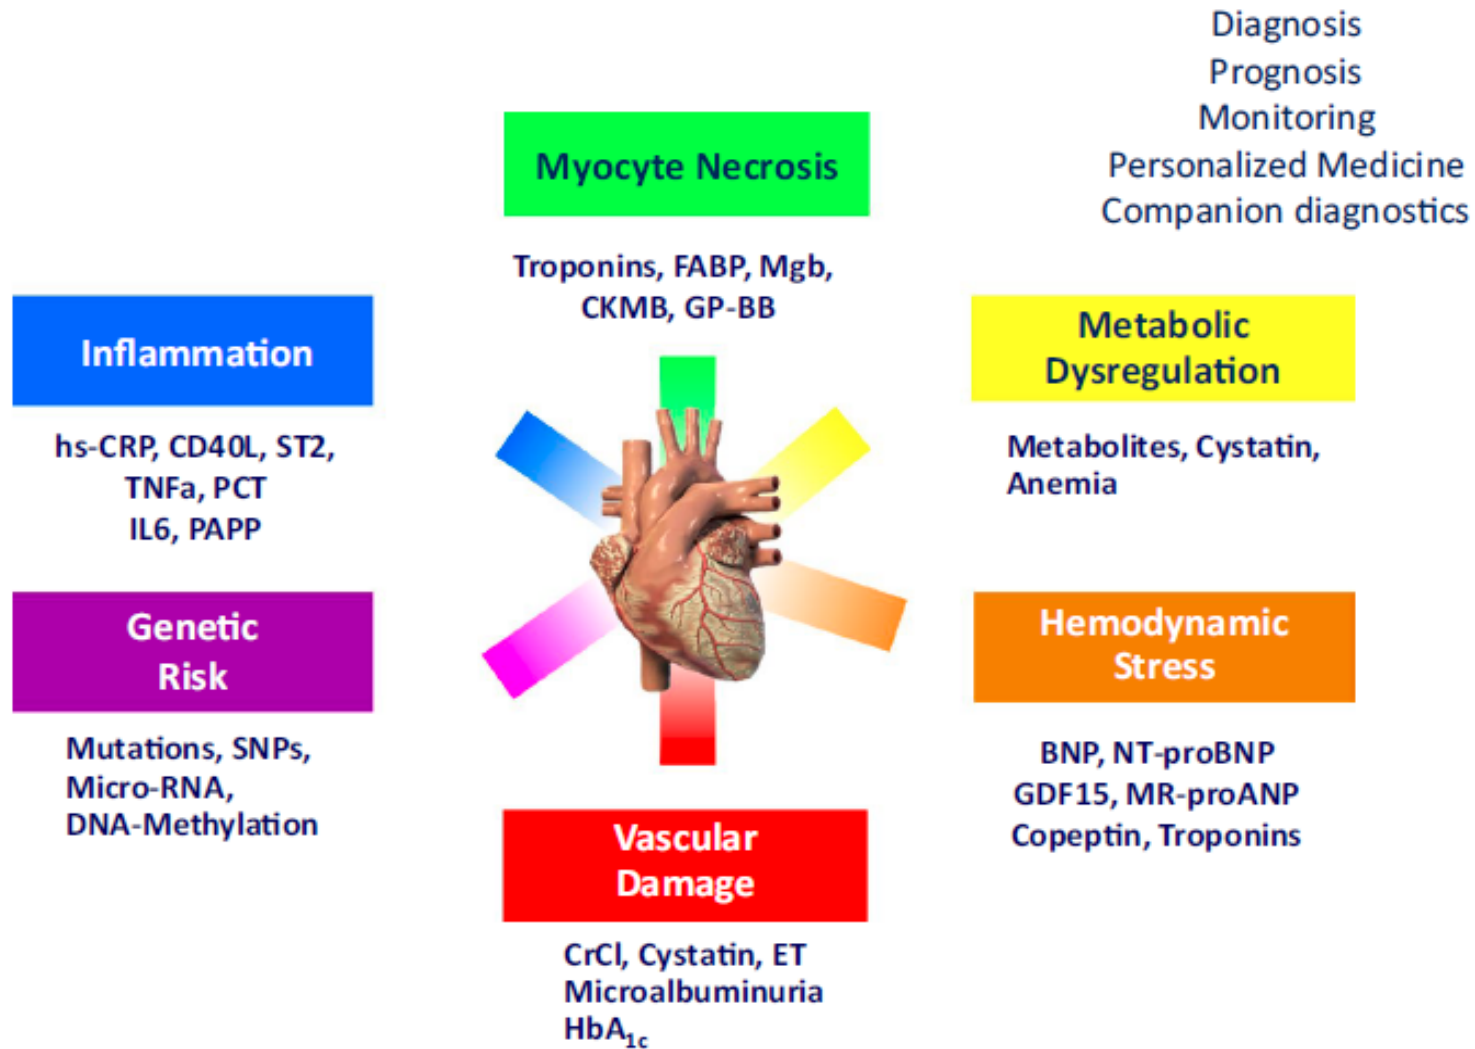 Diagnosis
Prognosis
Monitoring
Personalized Medicine
Companion diagnostics
Myocyte Necrosis
Troponins, FABP, Mgb,
CKMB, GP-BB
Inflammation
hs-CRP, CD40L, ST2,
TNFa, PCT
IL6, PAPP
Metabolic
Dysregulation
Metabolites, Cystatin,
Anemia
Genetic
Risk
Mutations, SNPs,
Micro-RNA,
DNA-Methylation
Hemodynamic
Stress
BNP, NT-proBNP
GDF15, MR-proANP
Copeptin, Troponins
Vascular
Damage
CrCl, Cystatin, ET
Microalbuminuria
HbA1c